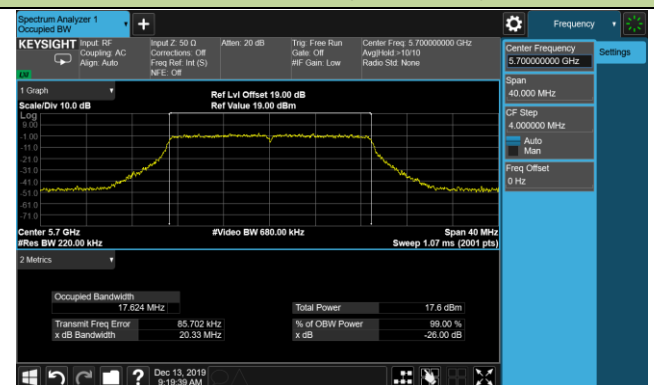 Spectrum Analyzer 1
Occupied BW
Frequency
KEYSIGHT
Input: RF
Coupling: AC
Align: Auto
Input Z: 50 Ω
Corrections: Off
Freq Ref: Int (S)
NFE: Off
Atten: 20 dB
Trig: Free Run
Gate: Off
#IF Gain: Low
Center Freq: 5.700000000 GHz
Avg|Hold:>10/10
Radio Std: None
Center Frequency
5.700000000 GHz
Settings
Span
40.000 MHz
CF Step
4.000000 MHz
Auto
Man
Freq Offset
0 Hz
1 Graph
Scale/Div 10.0 dB
Ref Lvl Offset 19.00 dB
Ref Value 19.00 dBm
Log
9.00
-1.00
-11.0
-21.0
-31.0
-41.0
-51.0
-61.0
-71.0
Center 5.7 GHz
#Video BW 680.00 kHz
Span 40 MHz
#Res BW 220.00 kHz
Sweep 1.07 ms (2001 pts)
2 Metrics
Occupied Bandwidth
17.624 MHz
Total Power 17.6 dBm
Transmit Freq Error 85.702 kHz
% of OBW Power 99.00 %
x dB Bandwidth 20.33 MHz
x dB -26.00 dB
?
Dec 13, 2019
9:19:39 AM